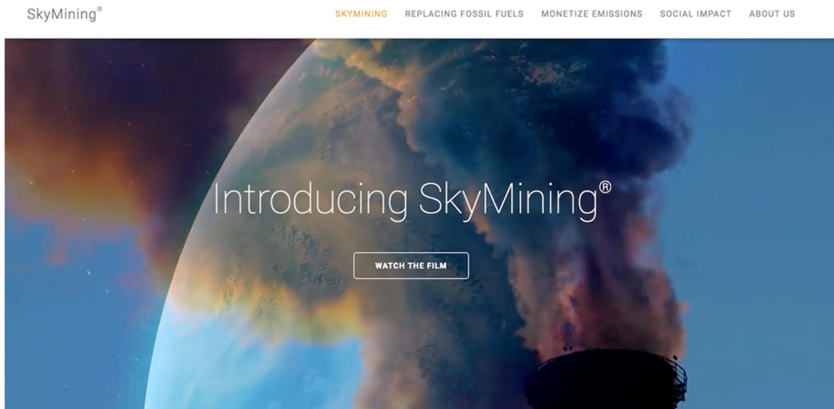 SkyMining®
SKYMINING REPLACING FOSSIL FUELS MONETIZE EMISSIONS SOCIAL IMPACT ABOUT US
Introducing SkyMining®
WATCH THE FILM